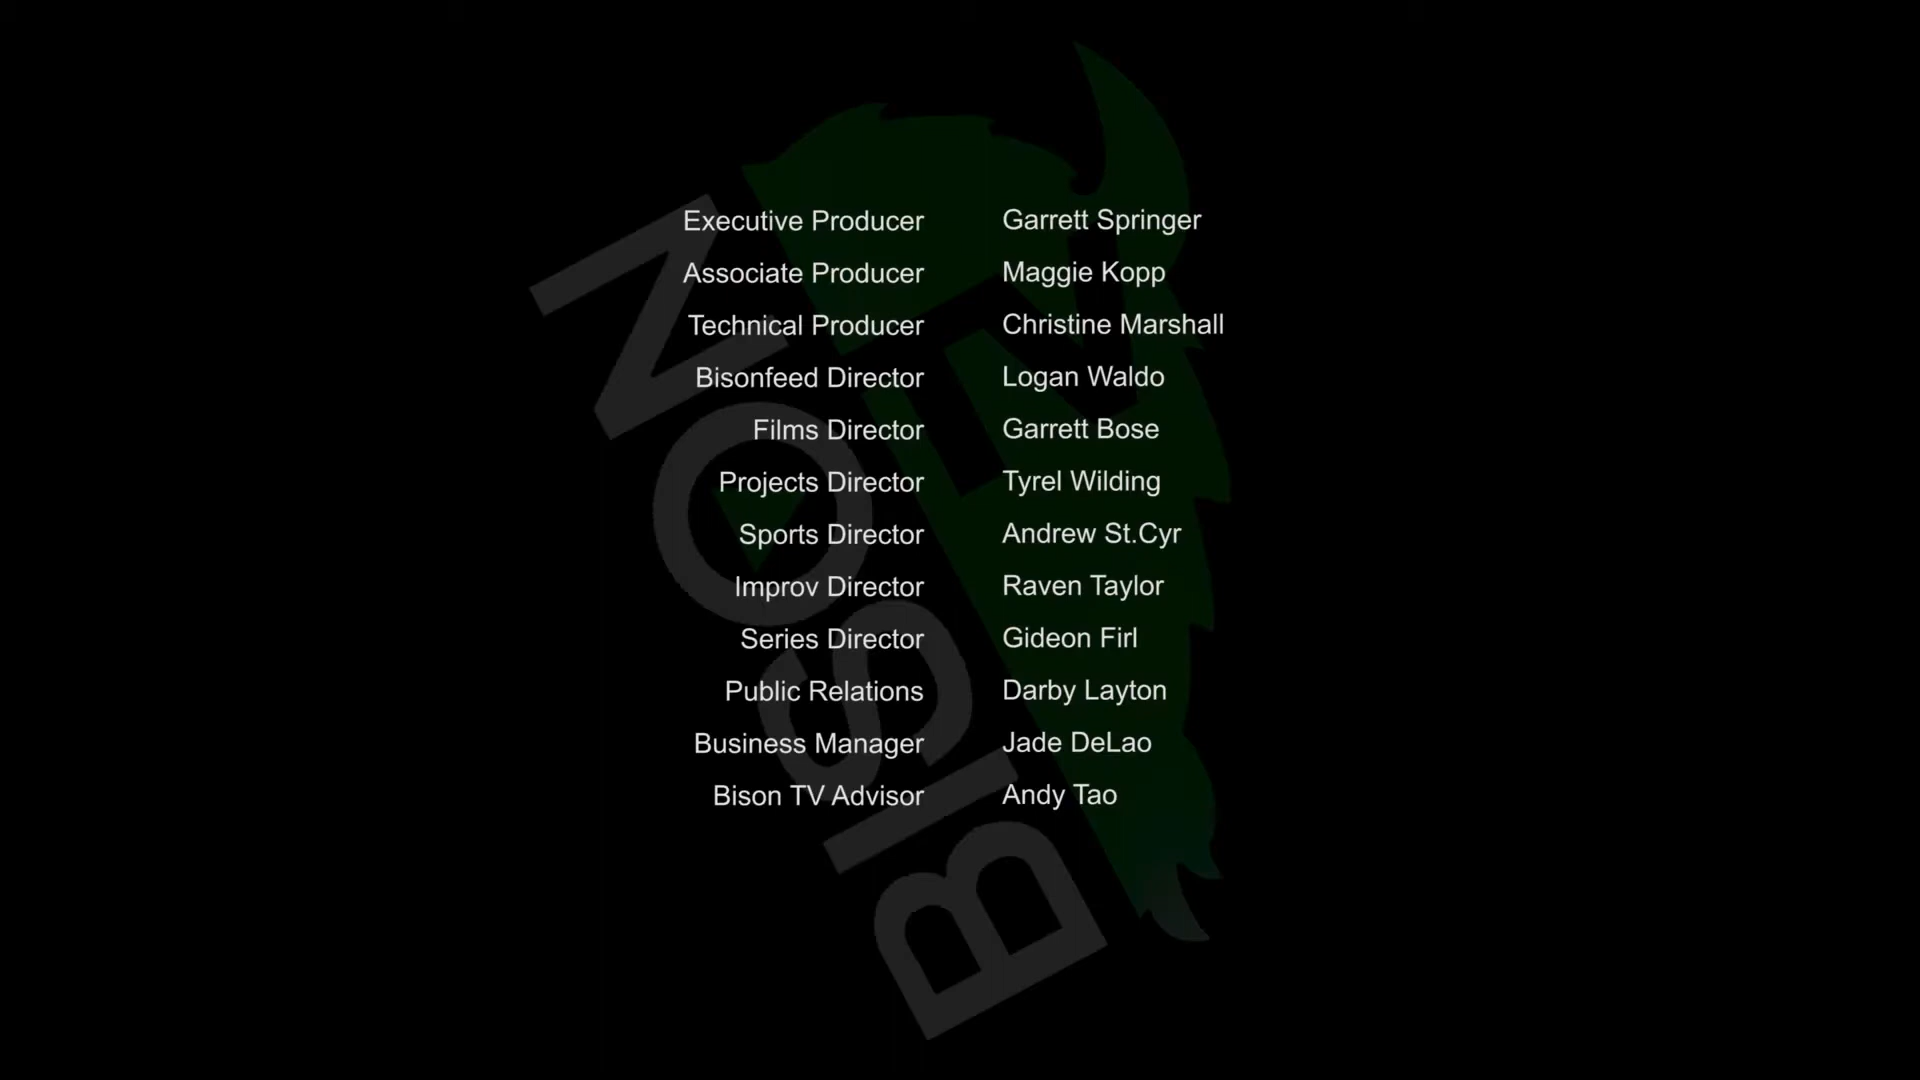 Executive Producer Garrett Springer
Associate Producer Maggie Kopp
Technical Producer Christine Marshall
Bisonfeed Director Logan Waldo
Films Director Garrett Bose
Projects Director Tyrel Wilding
Sports Director Andrew St.Cyr
Improv Director Raven Taylor
Series Director Gideon Firl
Public Relations Darby Layton
Business Manager Jade DeLao
Bison TV Advisor Andy Tao
BISON
TV